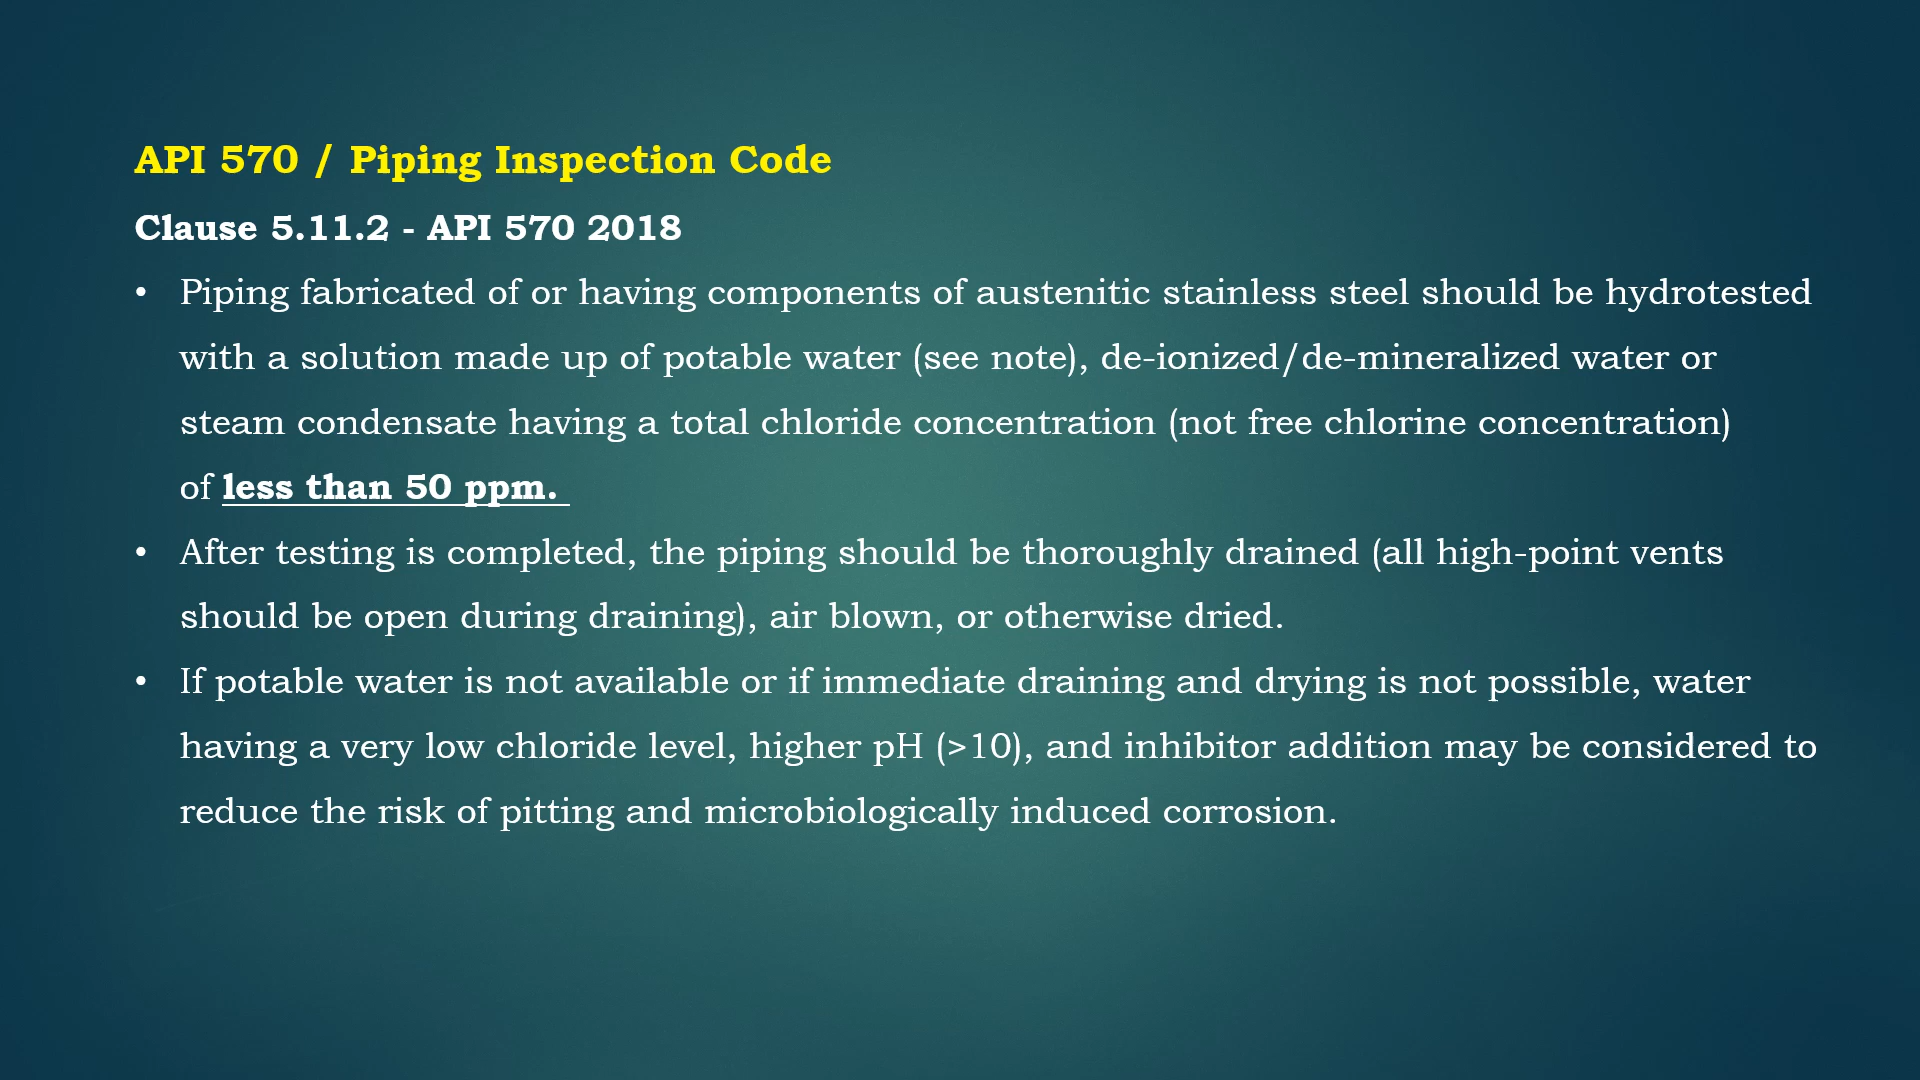 API 570 / Piping Inspection Code
Clause 5.11.2 - API 570 2018
• Piping fabricated of or having components of austenitic stainless steel should be hydrotested
with a solution made up of potable water (see note), de-ionized/de-mineralized water or
steam condensate having a total chloride concentration (not free chlorine concentration)
of less than 50 ppm.
• After testing is completed, the piping should be thoroughly drained (all high-point vents
should be open during draining), air blown, or otherwise dried.
• If potable water is not available or if immediate draining and drying is not possible, water
having a very low chloride level, higher pH (>10), and inhibitor addition may be considered to
reduce the risk of pitting and microbiologically induced corrosion.